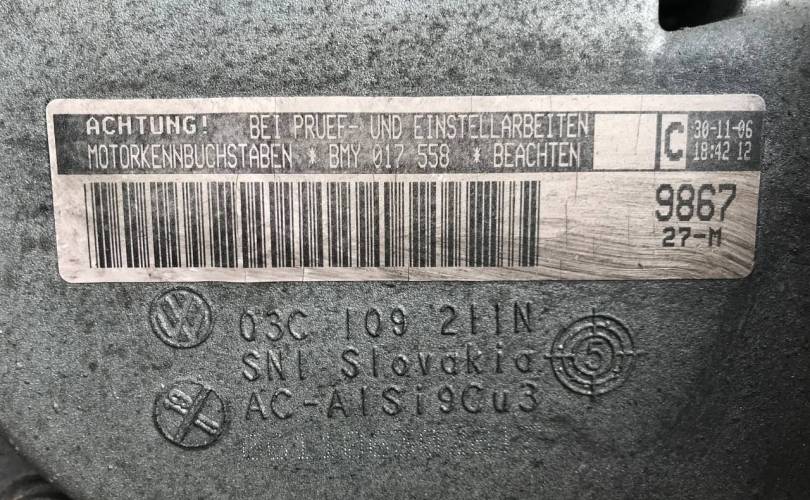 ACHTUNG! BEI PRUEF- UND EINSTELLARBEITEN
MOTORKENNBUCHSTABEN * BMY 017 558 * BEACHTEN
C
30-11-06
18:42 12
9867
27-M
03C 109 211N
SNI Slovakia
5
AC-AlSi9Cu3